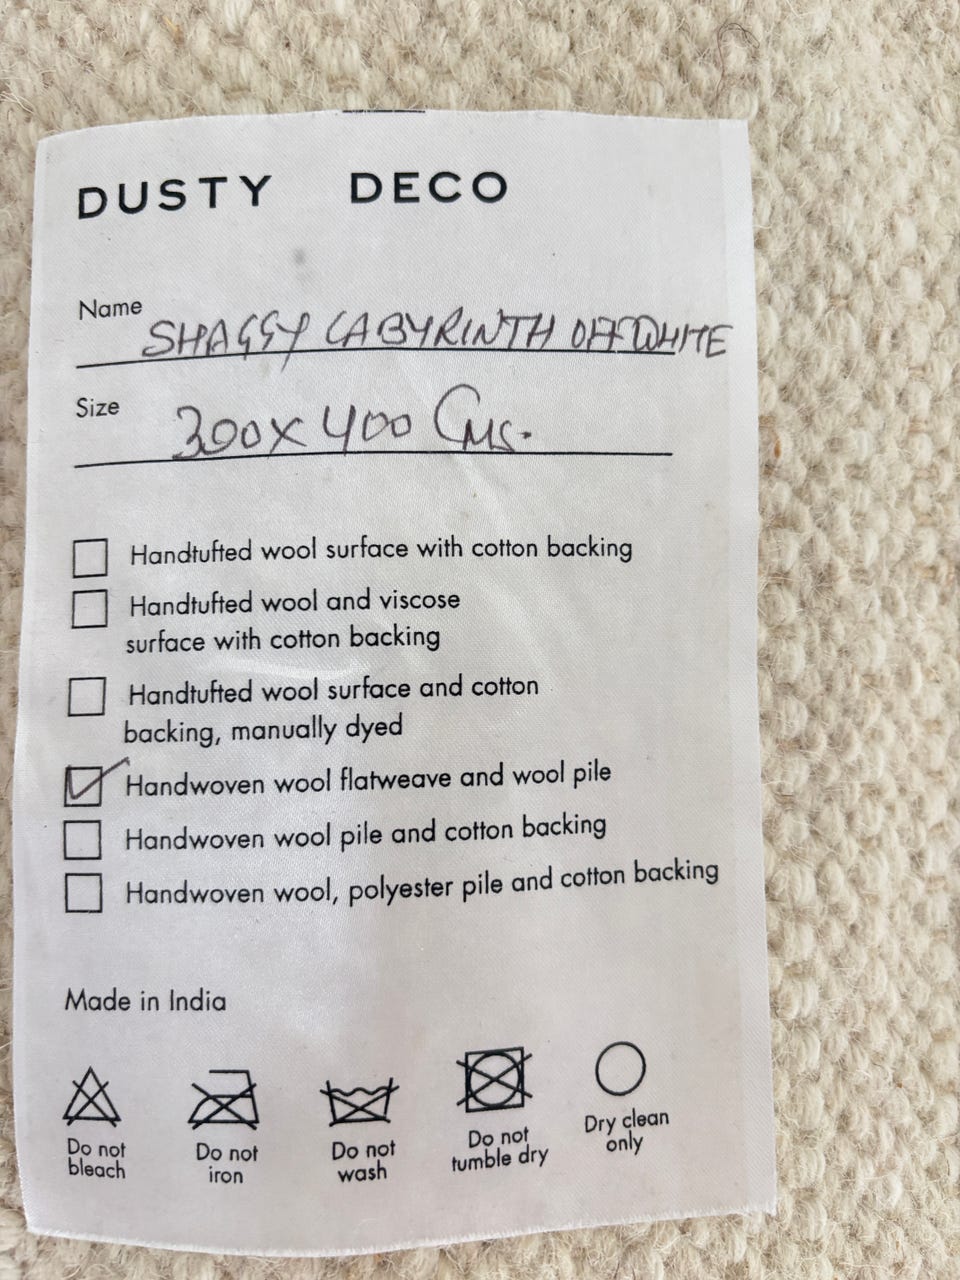 DUSTY DECO
Name SHAGGY LABYRINTH OFFWHITE
Size 300x400 Cms.
Handtufted wool surface with cotton backing
Handtufted wool and viscose
surface with cotton backing
Handtufted wool surface and cotton
backing, manually dyed
Handwoven wool flatweave and wool pile
Handwoven wool pile and cotton backing
Handwoven wool, polyester pile and cotton backing
Made in India
Do not
bleach
Do not
iron
Do not
wash
Do not
tumble dry
Dry clean
only